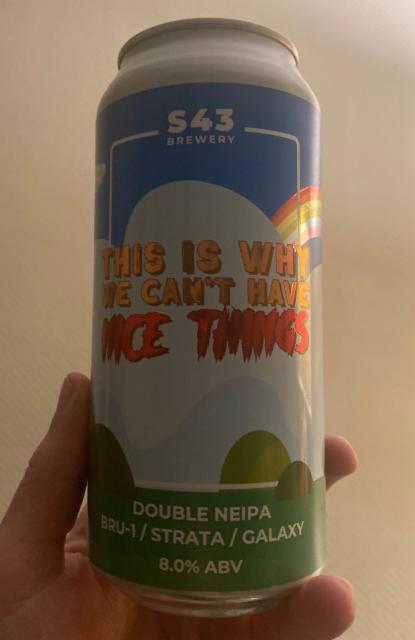 S43
BREWERY
THIS IS WHY
WE CAN'T HAVE
NICE THINGS
DOUBLE NEIPA
BRU-1 / STRATA / GALAXY
8.0% ABV